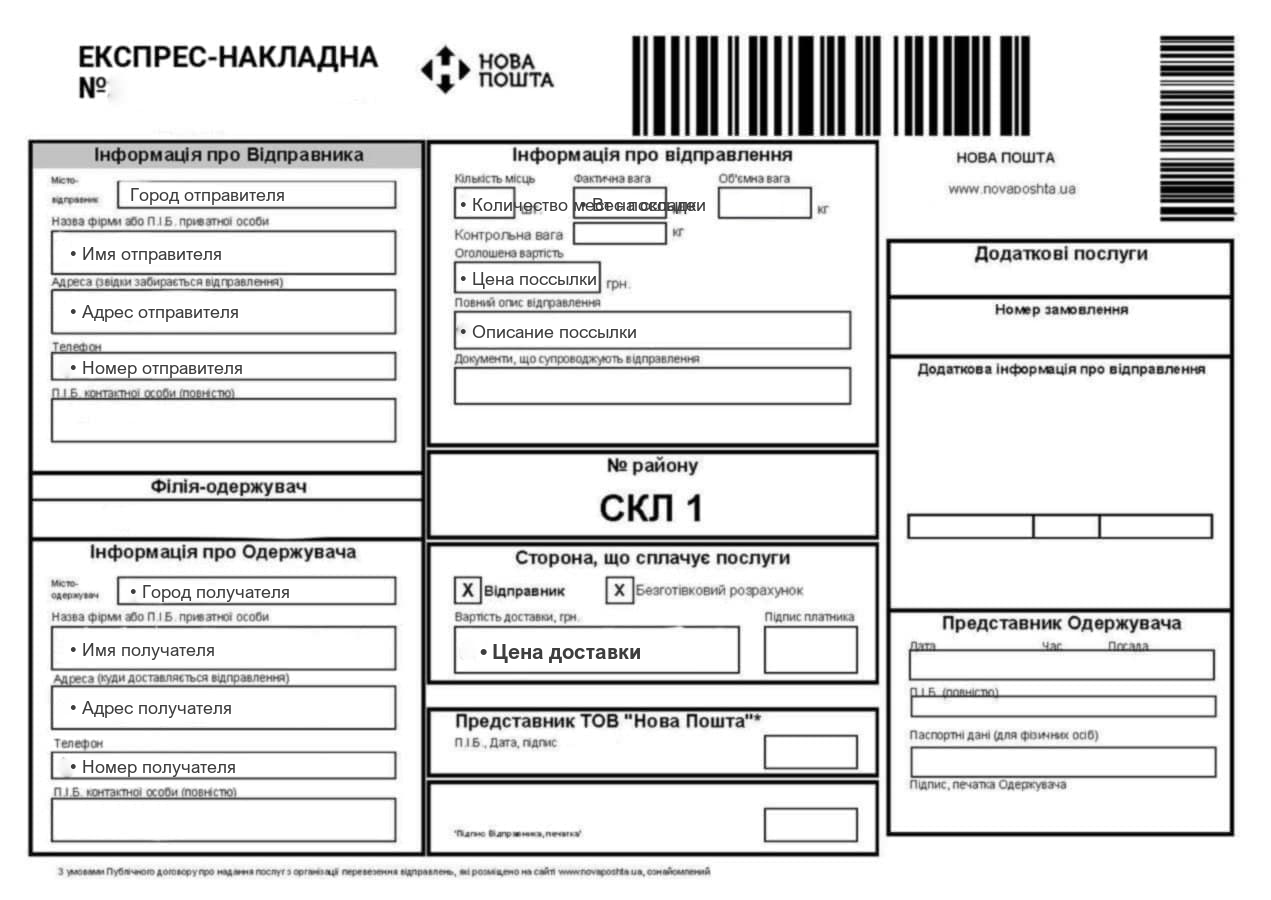 ЕКСПРЕС-НАКЛАДНА
№
НОВА
ПОШТА
НОВА ПОШТА
www.novaposhta.ua
Інформація про Відправника
Місто-
відправник
Город отправителя
Назва фірми або П.І.Б. приватної особи
• Имя отправителя
Адреса (звідки забирається відправлення)
• Адрес отправителя
Телефон
• Номер отправителя
П.І.Б. контактної особи (повністю)
Філія-одержувач
Інформація про Одержувача
Місто-
одержувач
• Город получателя
Назва фірми або П.І.Б. приватної особи
• Имя получателя
Адреса (куди доставляється відправлення)
• Адрес получателя
Телефон
• Номер получателя
П.І.Б. контактної особи (повністю)
Інформація про відправлення
Кількість місць Фактична вага Об'ємна вага
• Количество мест на складе
• Вес посылки
шт. кг
Контрольна вага кг
Оголошена вартість
• Цена поссылки грн.
Повний опис відправлення
• Описание поссылки
Документи, що супроводжують відправлення
№ району
СКЛ 1
Сторона, що сплачує послуги
X Відправник X Безготівковий розрахунок
Вартість доставки, грн. Підпис платника
• Цена доставки
Представник ТОВ "Нова Пошта"*
П.І.Б., Дата, підпис
"Підпис Відправника, печатка"
Додаткові послуги
Номер замовлення
Додаткова інформація про відправлення
Представник Одержувача
Дата Час Посада
П.І.Б. (повністю)
Паспортні дані (для фізичних осіб)
Підпис, печатка Одержувача
З умовами Публічного договору про надання послуг з організації перевезення відправлень, які розміщено на сайті www.novaposhta.ua, ознайомлений